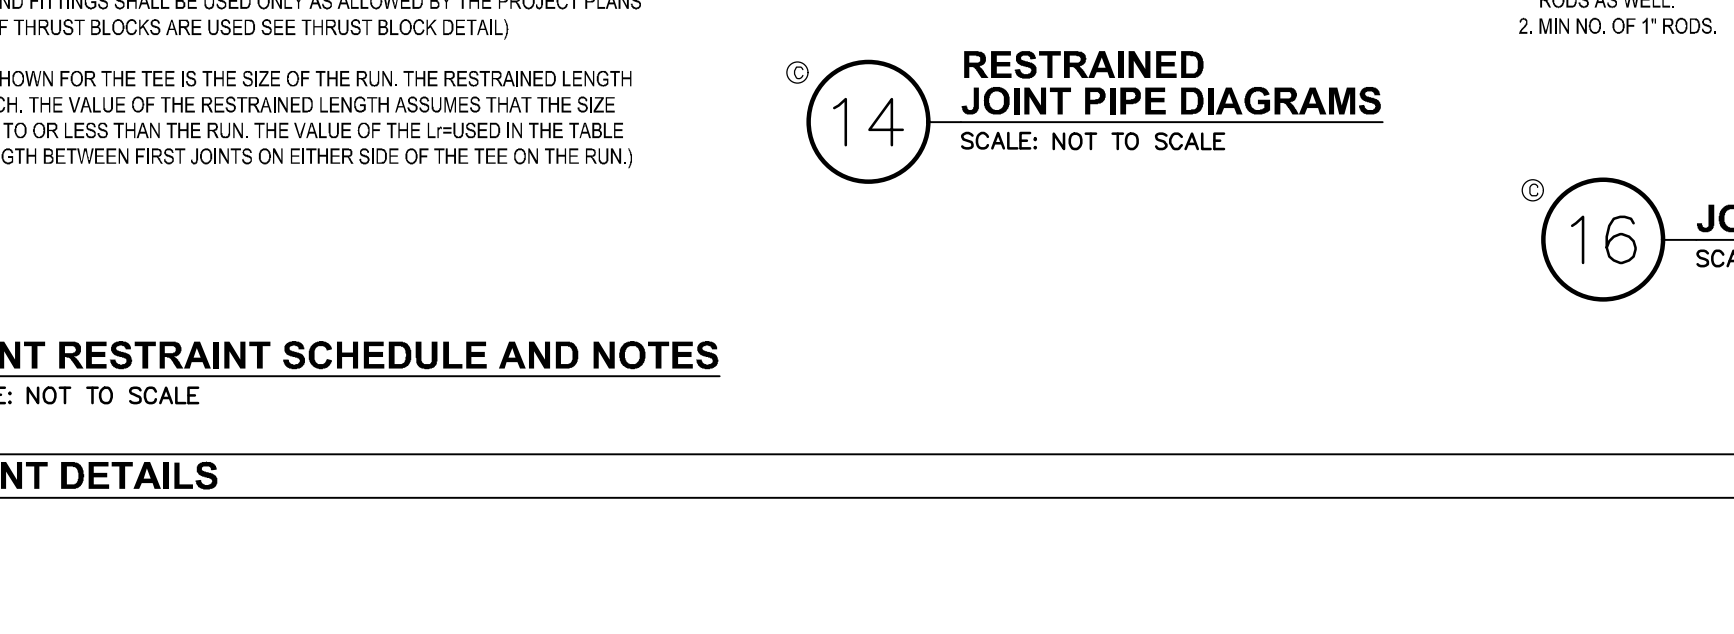 ND FITTINGS SHALL BE USED ONLY AS ALLOWED BY THE PROJECT PLANS
F THRUST BLOCKS ARE USED SEE THRUST BLOCK DETAIL)
HOWN FOR THE TEE IS THE SIZE OF THE RUN. THE RESTRAINED LENGTH
CH. THE VALUE OF THE RESTRAINED LENGTH ASSUMES THAT THE SIZE
TO OR LESS THAN THE RUN. THE VALUE OF THE Lr=USED IN THE TABLE
GTH BETWEEN FIRST JOINTS ON EITHER SIDE OF THE TEE ON THE RUN.)
RODS AS WELL.
2. MIN NO. OF 1" RODS.
© 14
RESTRAINED
JOINT PIPE DIAGRAMS
SCALE: NOT TO SCALE
© 16
JO
SCA
NT RESTRAINT SCHEDULE AND NOTES
E: NOT TO SCALE
NT DETAILS